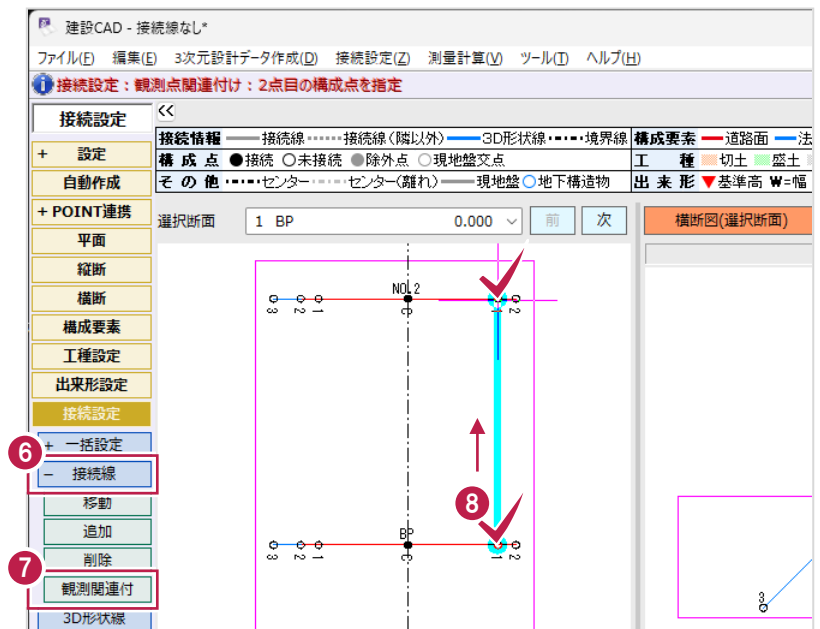 建設CAD - 接続線なし*
ファイル(F) 編集(E) 3次元設計データ作成(D) 接続設定(Z) 測量計算(V) ツール(T) ヘルプ(H)
接続設定：観測点関連付け：2点目の構成点を指定
接続設定
+ 設定
自動作成
+ POINT連携
平面
縦断
横断
構成要素
工種設定
出来形設定
接続設定
+ 一括設定
6
− 接続線
移動
追加
削除
7
観測関連付
3D形状線
<<
接続情報 接続線 接続線(隣以外) 3D形状線 境界線 構成要素 道路面 法
構成点 ●接続 ○未接続 ●除外点 ○現地盤交点 工種 切土 盛土
その他 センター センター(離れ) 現地盤 ○地下構造物 出来形 ▼基準高 W=幅
選択断面 1 BP 0.000 前 次 横断図(選択断面)
NO.2
3 2 1 C 1 2
8
BP
3 2 1 C 1 2
3